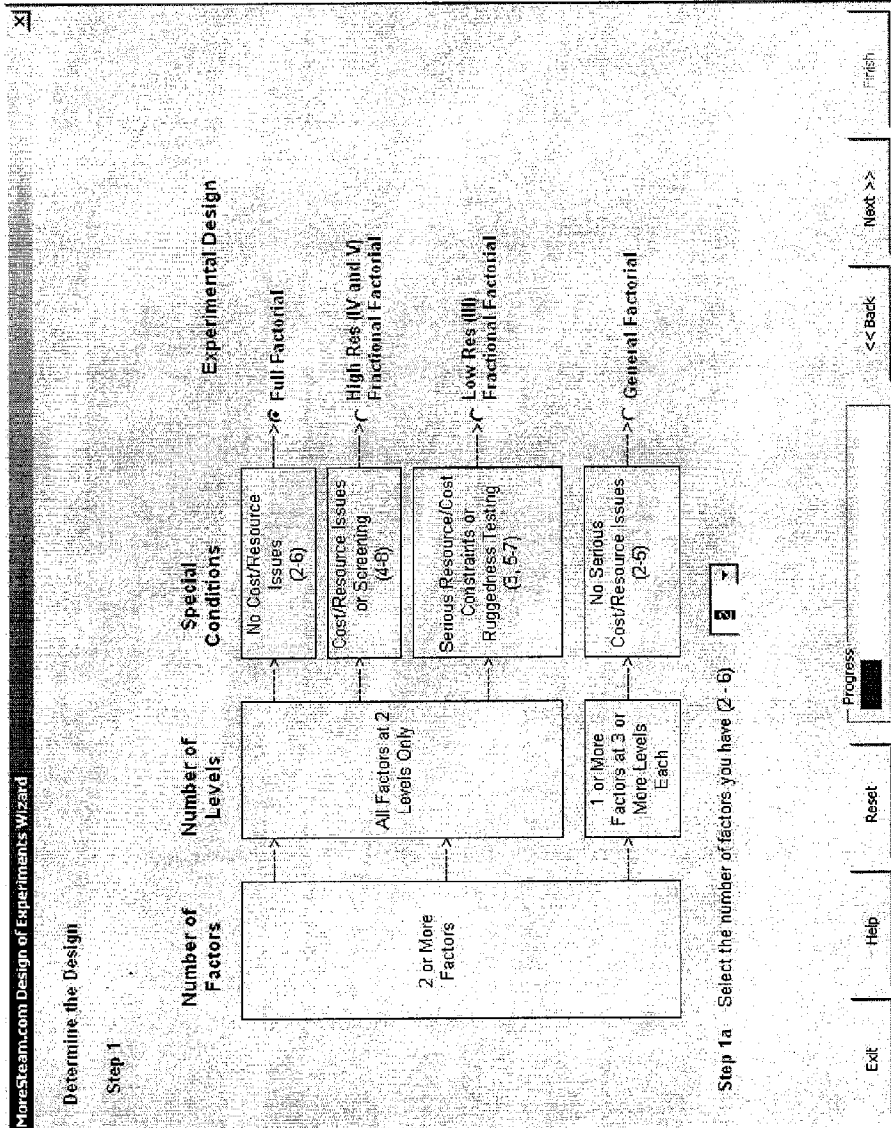 MoreSteam.com Design of Experiments Wizard
X
Determine the Design
Step 1
Number of
Factors
Number of
Levels
Special
Conditions
Experimental Design
2 or More
Factors
All Factors at 2
Levels Only
No Cost/Resource
Issues
(2-6)
Full Factorial
Cost/Resource Issues
or Screening
(4-8)
High Res (IV and V)
Fractional Factorial
Serious Resource/Cost
Constraints or
Ruggedness Testing
(3, 5-7)
Low Res (III)
Fractional Factorial
1 or More
Factors at 3 or
More Levels
Each
No Serious
Cost/Resource Issues
(2-5)
General Factorial
Step 1a Select the number of factors you have (2 - 6) 2
Progress
Exit
Help
Reset
<< Back
Next >>
Finish